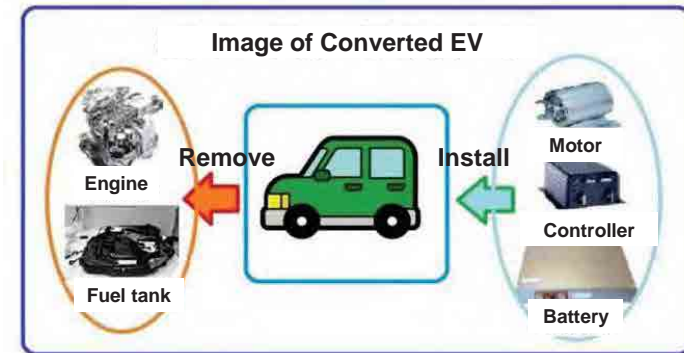 Image of Converted EV
Remove
Install
Engine
Fuel tank
Motor
Controller
Battery